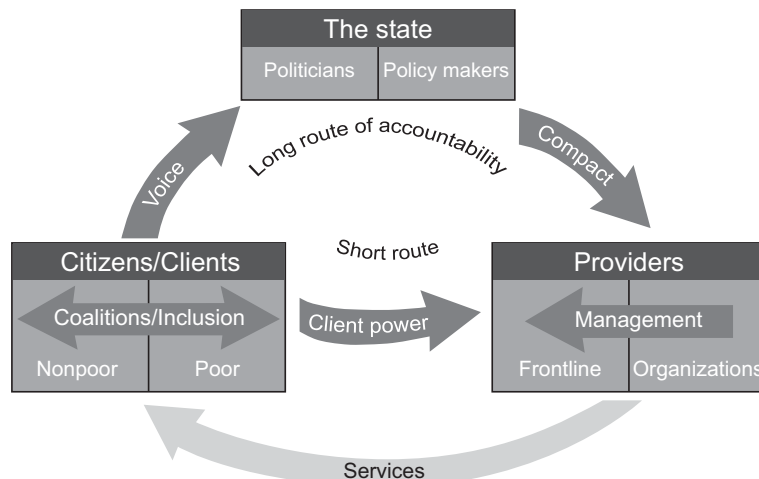 The state
Politicians
Policy makers
Long route of accountability
Voice
Compact
Short route
Citizens/Clients
Coalitions/Inclusion
Nonpoor
Poor
Client power
Providers
Management
Frontline
Organizations
Services